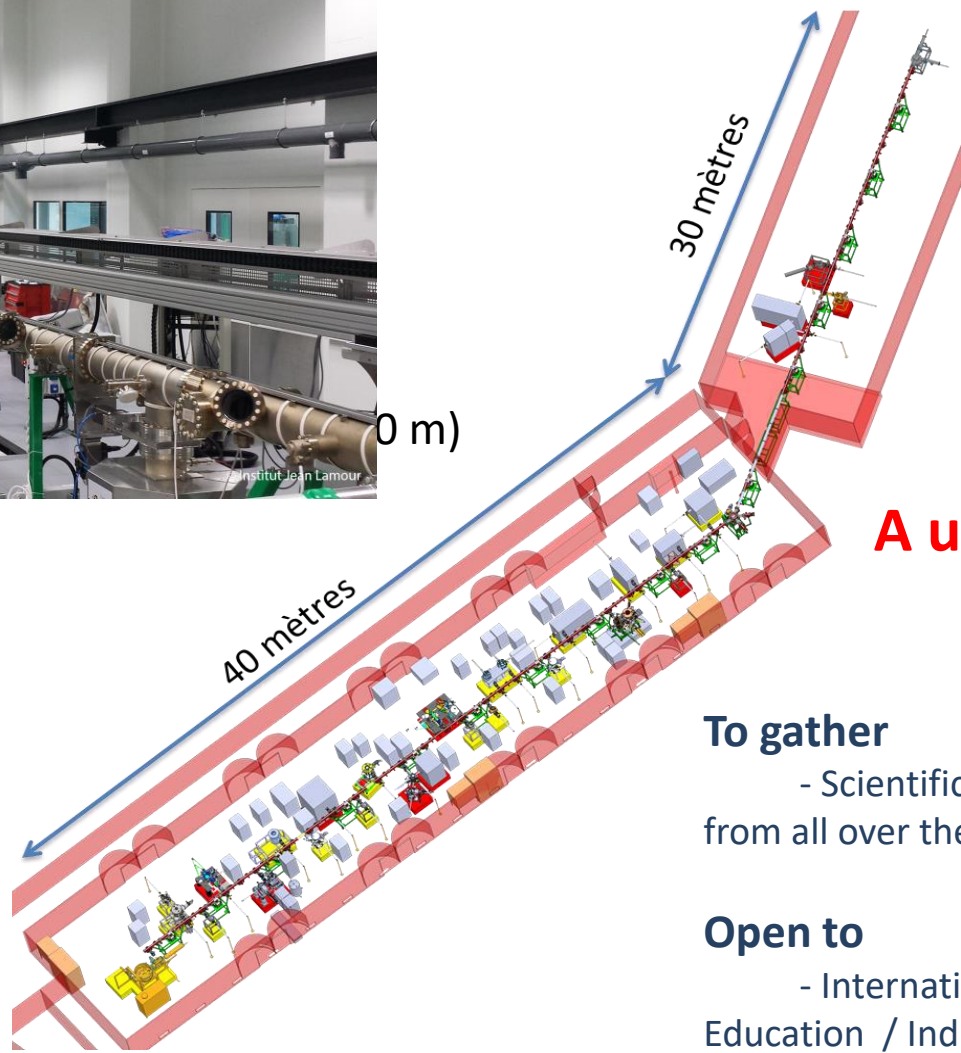 30 mètres
0 m)
Institut Jean Lamour
A u
40 mètres
To gather
- Scientific
from all over the
Open to
- Internati
Education / Ind